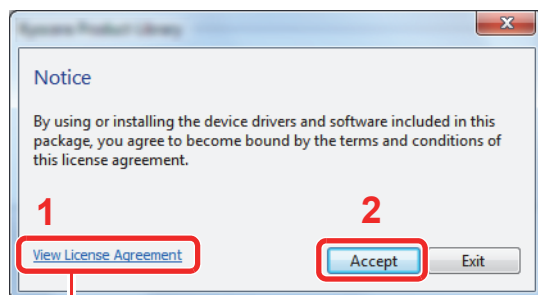 Notice
By using or installing the device drivers and software included in this
package, you agree to become bound by the terms and conditions of
this license agreement.
1
2
View License Agreement
Accept
Exit